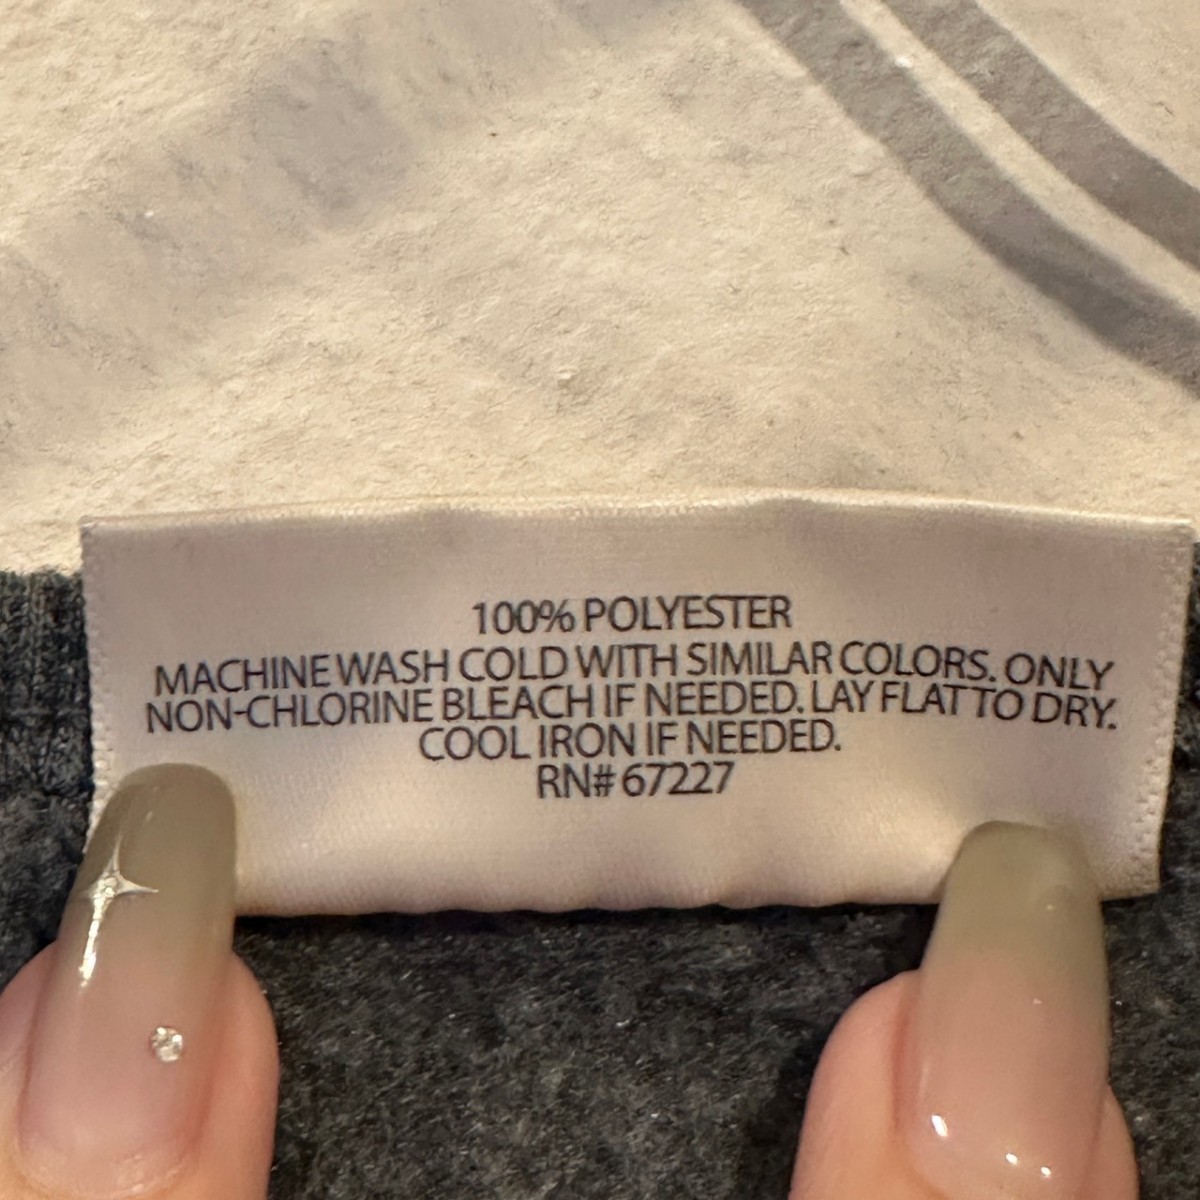 100% POLYESTER
MACHINE WASH COLD WITH SIMILAR COLORS. ONLY
NON-CHLORINE BLEACH IF NEEDED. LAY FLAT TO DRY.
COOL IRON IF NEEDED.
RN# 67227